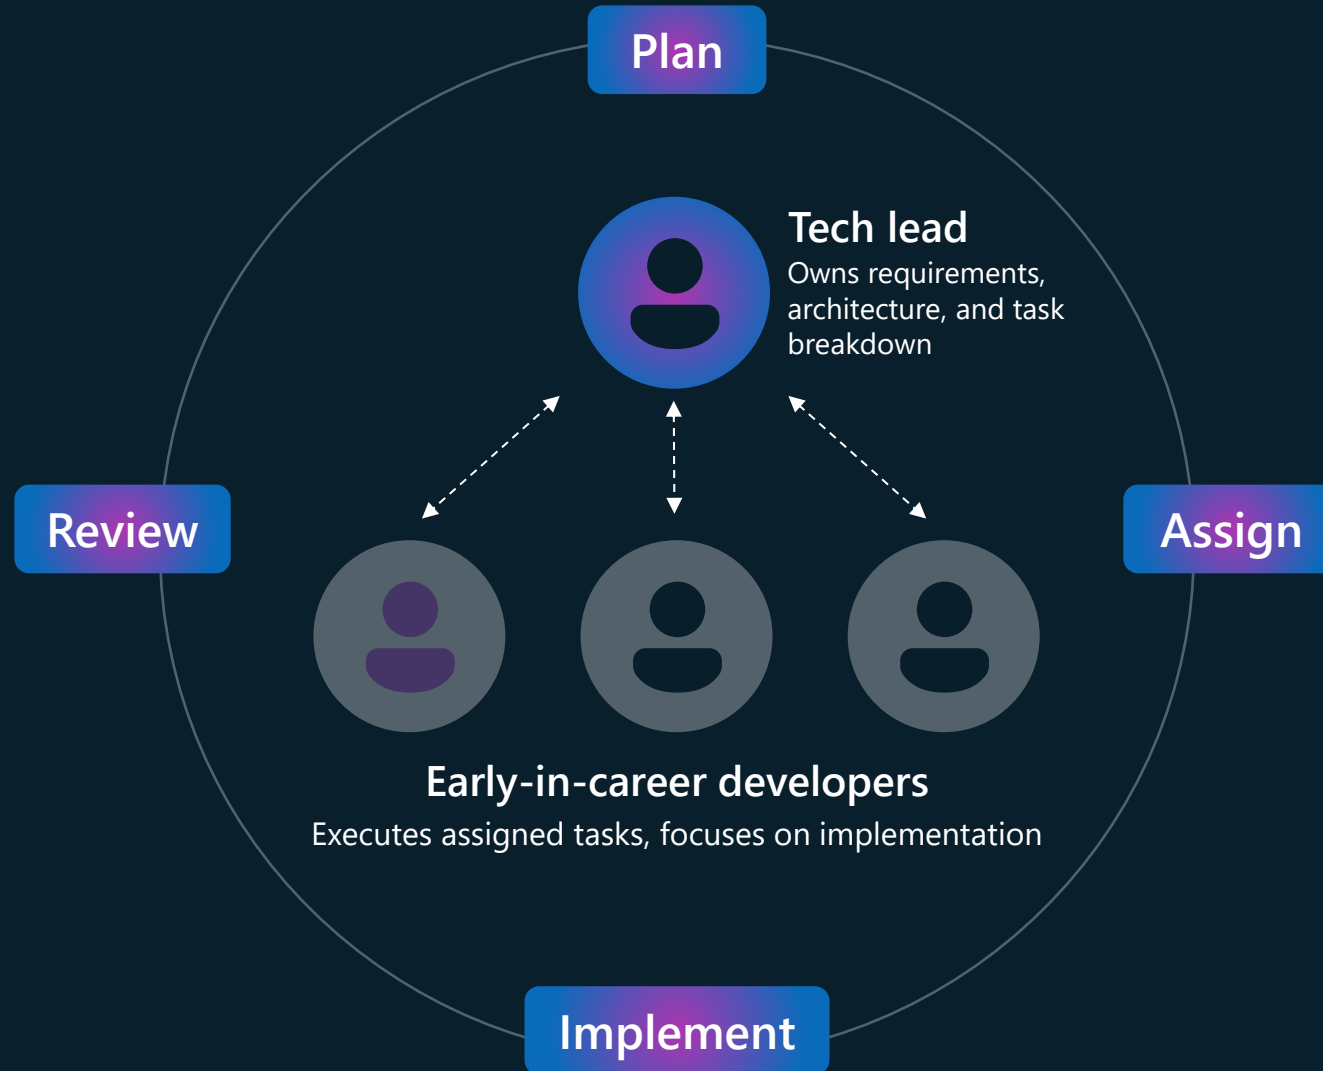 Plan
Tech lead
Owns requirements,
architecture, and task
breakdown
Review
Assign
Early-in-career developers
Executes assigned tasks, focuses on implementation
Implement